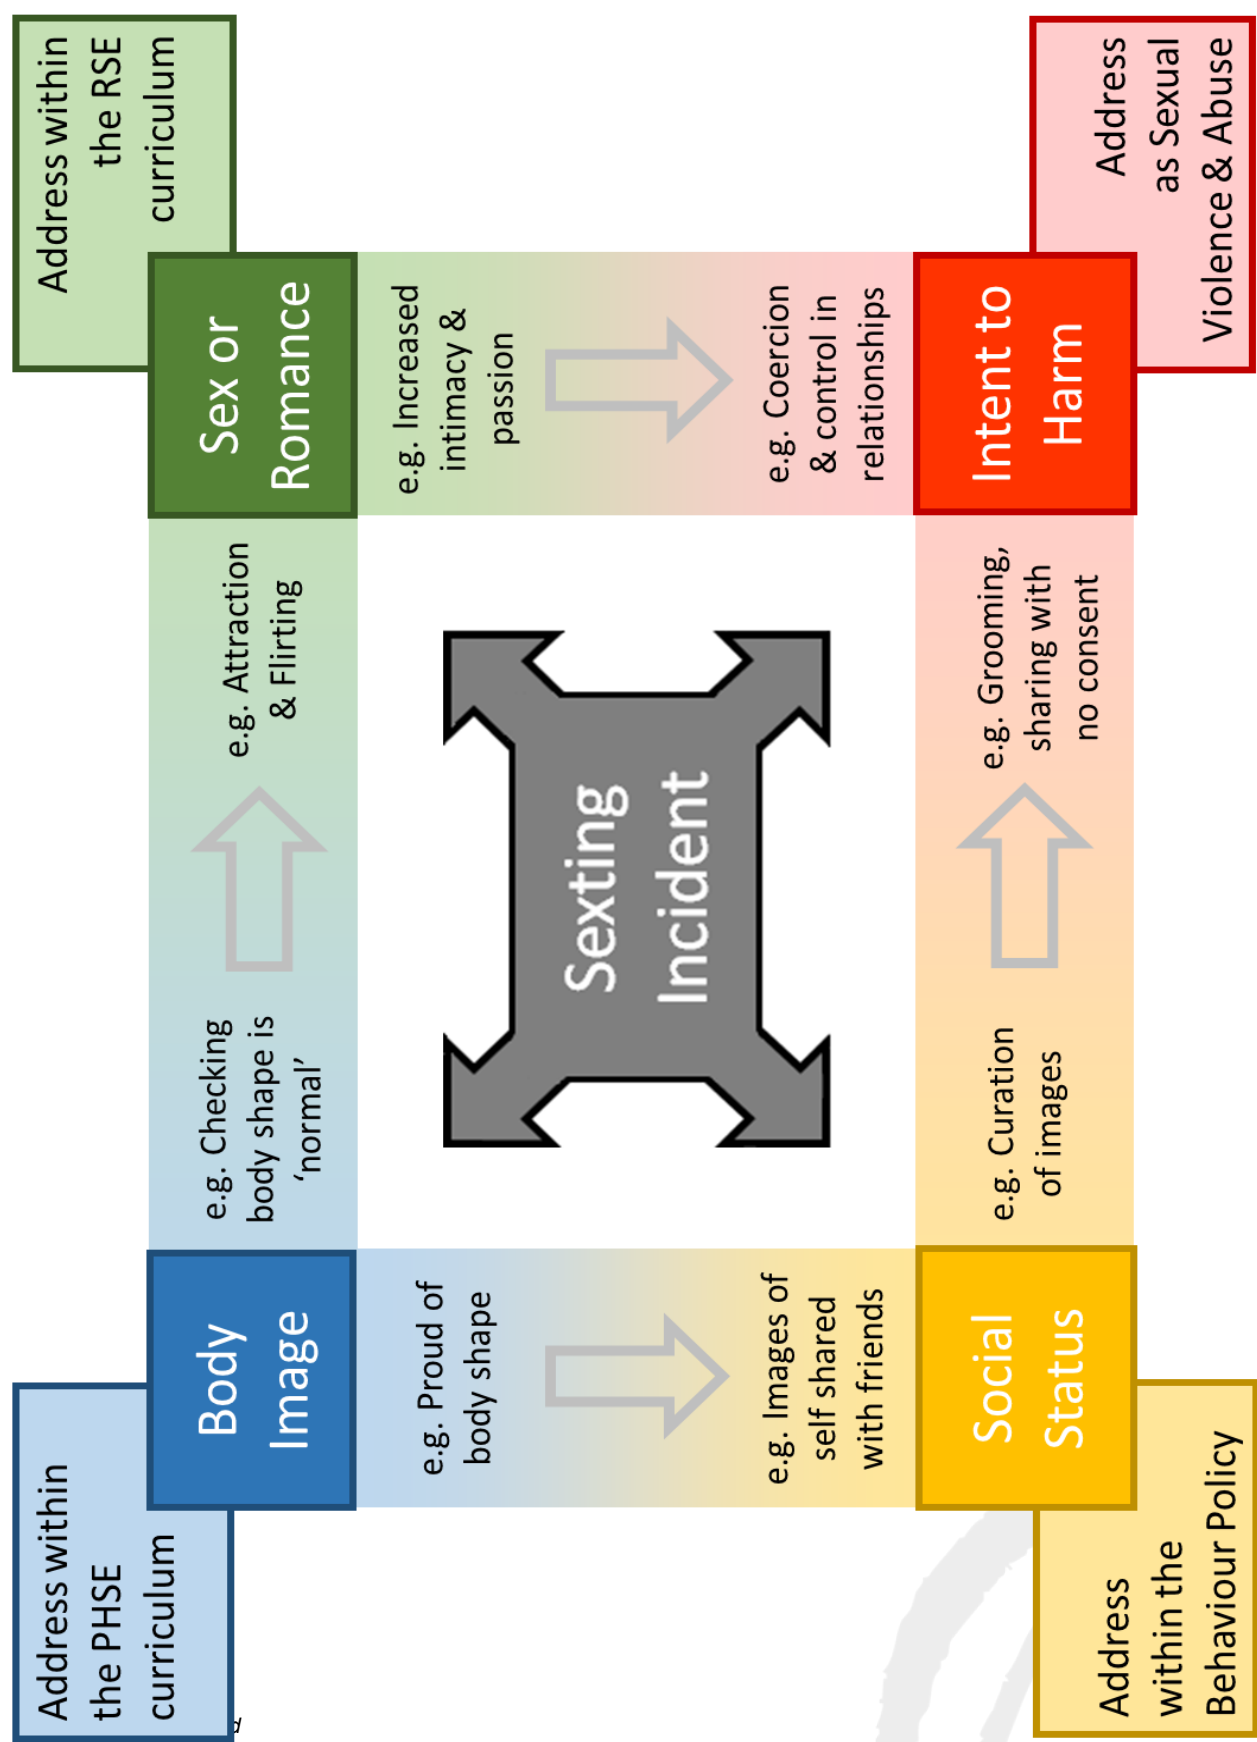 Address within
the PHSE
curriculum
Body
Image
e.g. Checking
body shape is
‘normal’
e.g. Attraction
& Flirting
Sex or
Romance
Address within
the RSE
curriculum
e.g. Proud of
body shape
e.g. Images of
self shared
with friends
Sexting
Incident
e.g. Increased
intimacy &
passion
e.g. Coercion
& control in
relationships
Social
Status
Address
within the
Behaviour Policy
e.g. Curation
of images
e.g. Grooming,
sharing with
no consent
Intent to
Harm
Address
as Sexual
Violence & Abuse